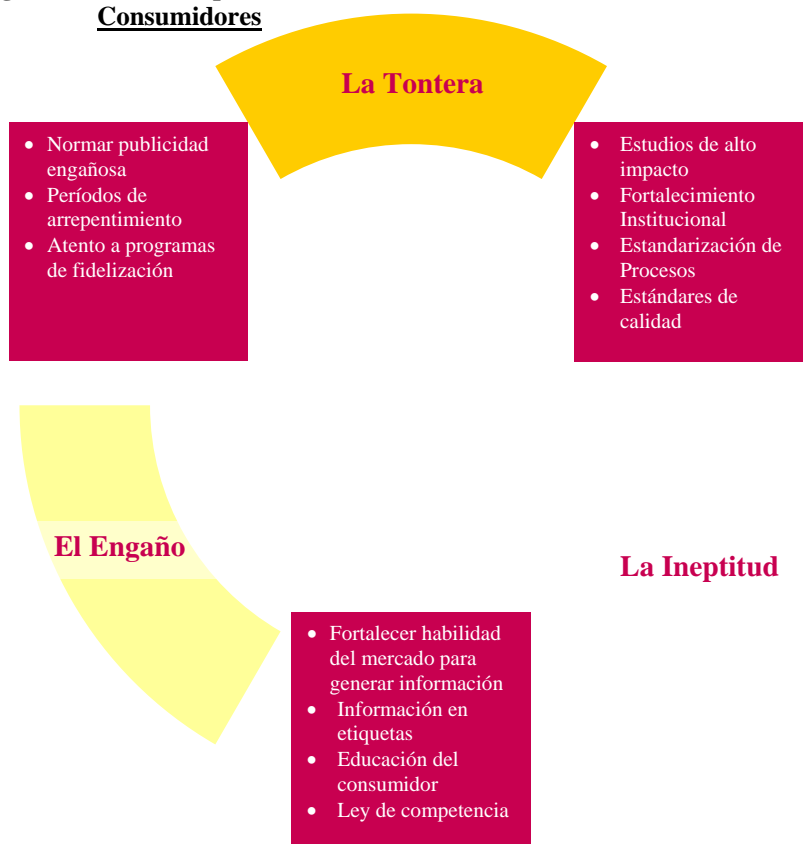 Consumidores
La Tontera
• Normar publicidad
engañosa
• Períodos de
arrepentimiento
• Atento a programas
de fidelización
• Estudios de alto
impacto
• Fortalecimiento
Institucional
• Estandarización de
Procesos
• Estándares de
calidad
El Engaño
La Ineptitud
• Fortalecer habilidad
del mercado para
generar información
• Información en
etiquetas
• Educación del
consumidor
• Ley de competencia